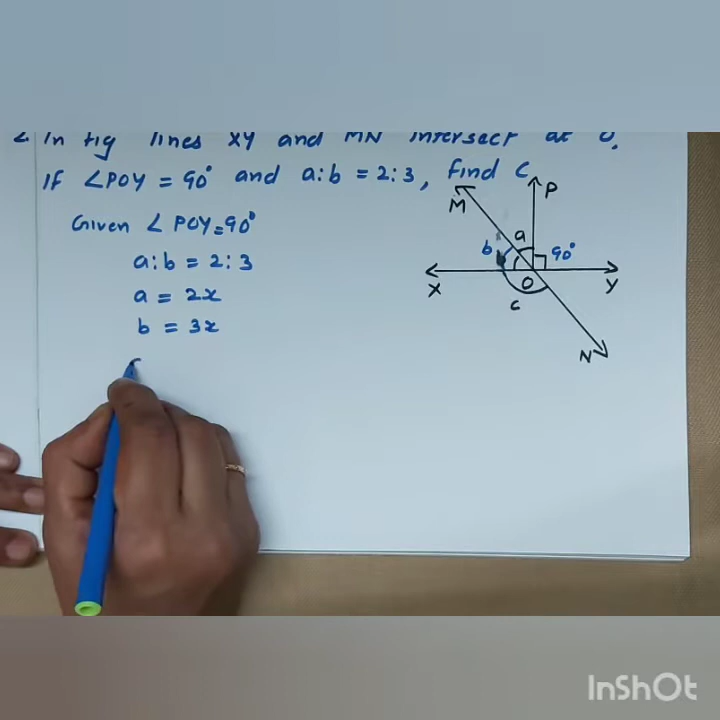 2. In fig lines XY and MN intersect at O.
If ∠POY = 90° and a:b = 2:3, find C
Given ∠POY = 90°
a:b = 2:3
a = 2x
b = 3x
M
P
a
b
90°
X
O
Y
c
N
InShOt